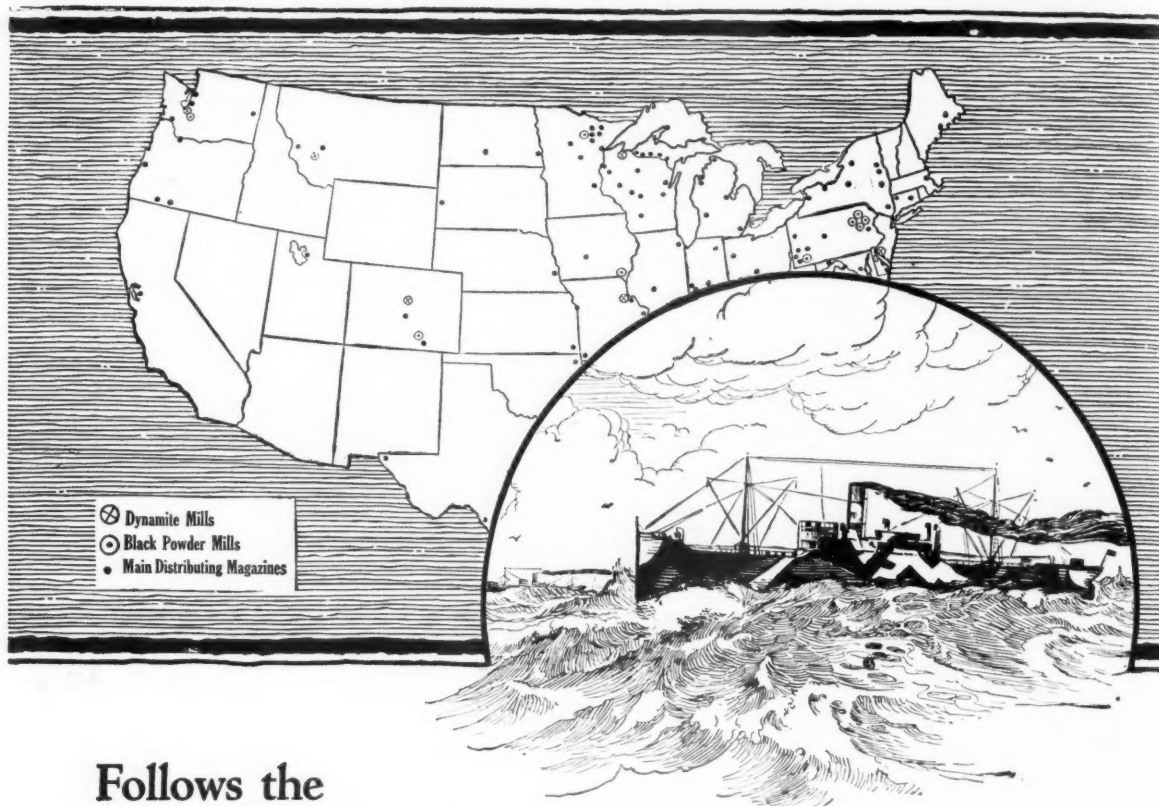 Dynamite Mills
Black Powder Mills
Main Distributing Magazines
Follows the